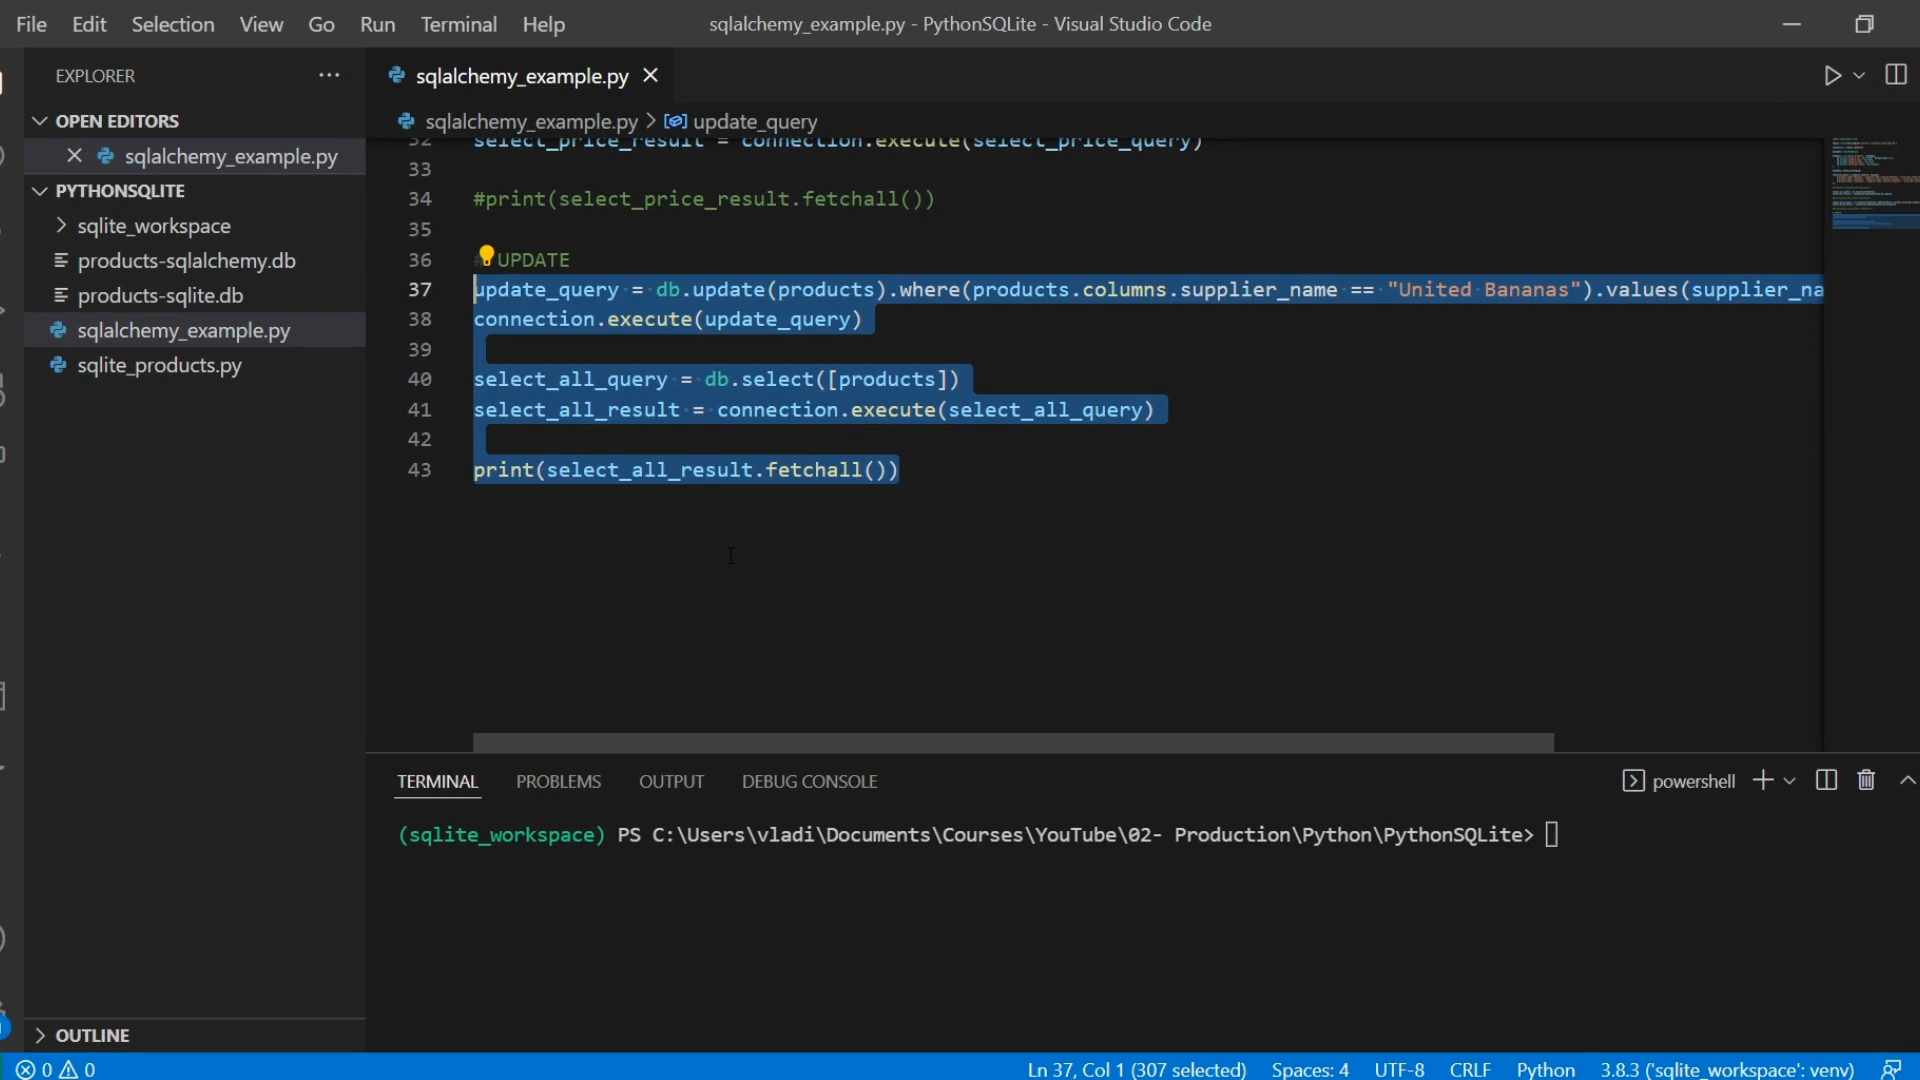 File Edit Selection View Go Run Terminal Help sqlalchemy_example.py - PythonSQLite - Visual Studio Code
EXPLORER ···
sqlalchemy_example.py
OPEN EDITORS
sqlalchemy_example.py > update_query
sqlalchemy_example.py
32 select_price_result = connection.execute(select_price_query)
33
PYTHONSQLITE
34 #print(select_price_result.fetchall())
sqlite_workspace
35
products-sqlalchemy.db
36 # UPDATE
products-sqlite.db
37 update_query = db.update(products).where(products.columns.supplier_name == "United Bananas").values(supplier_na
38 connection.execute(update_query)
sqlalchemy_example.py
39
sqlite_products.py
40 select_all_query = db.select([products])
41 select_all_result = connection.execute(select_all_query)
42
43 print(select_all_result.fetchall())
TERMINAL PROBLEMS OUTPUT DEBUG CONSOLE powershell
(sqlite_workspace) PS C:\Users\vladi\Documents\Courses\YouTube\02- Production\Python\PythonSQLite>
OUTLINE
0 0 Ln 37, Col 1 (307 selected) Spaces: 4 UTF-8 CRLF Python 3.8.3 ('sqlite_workspace': venv)